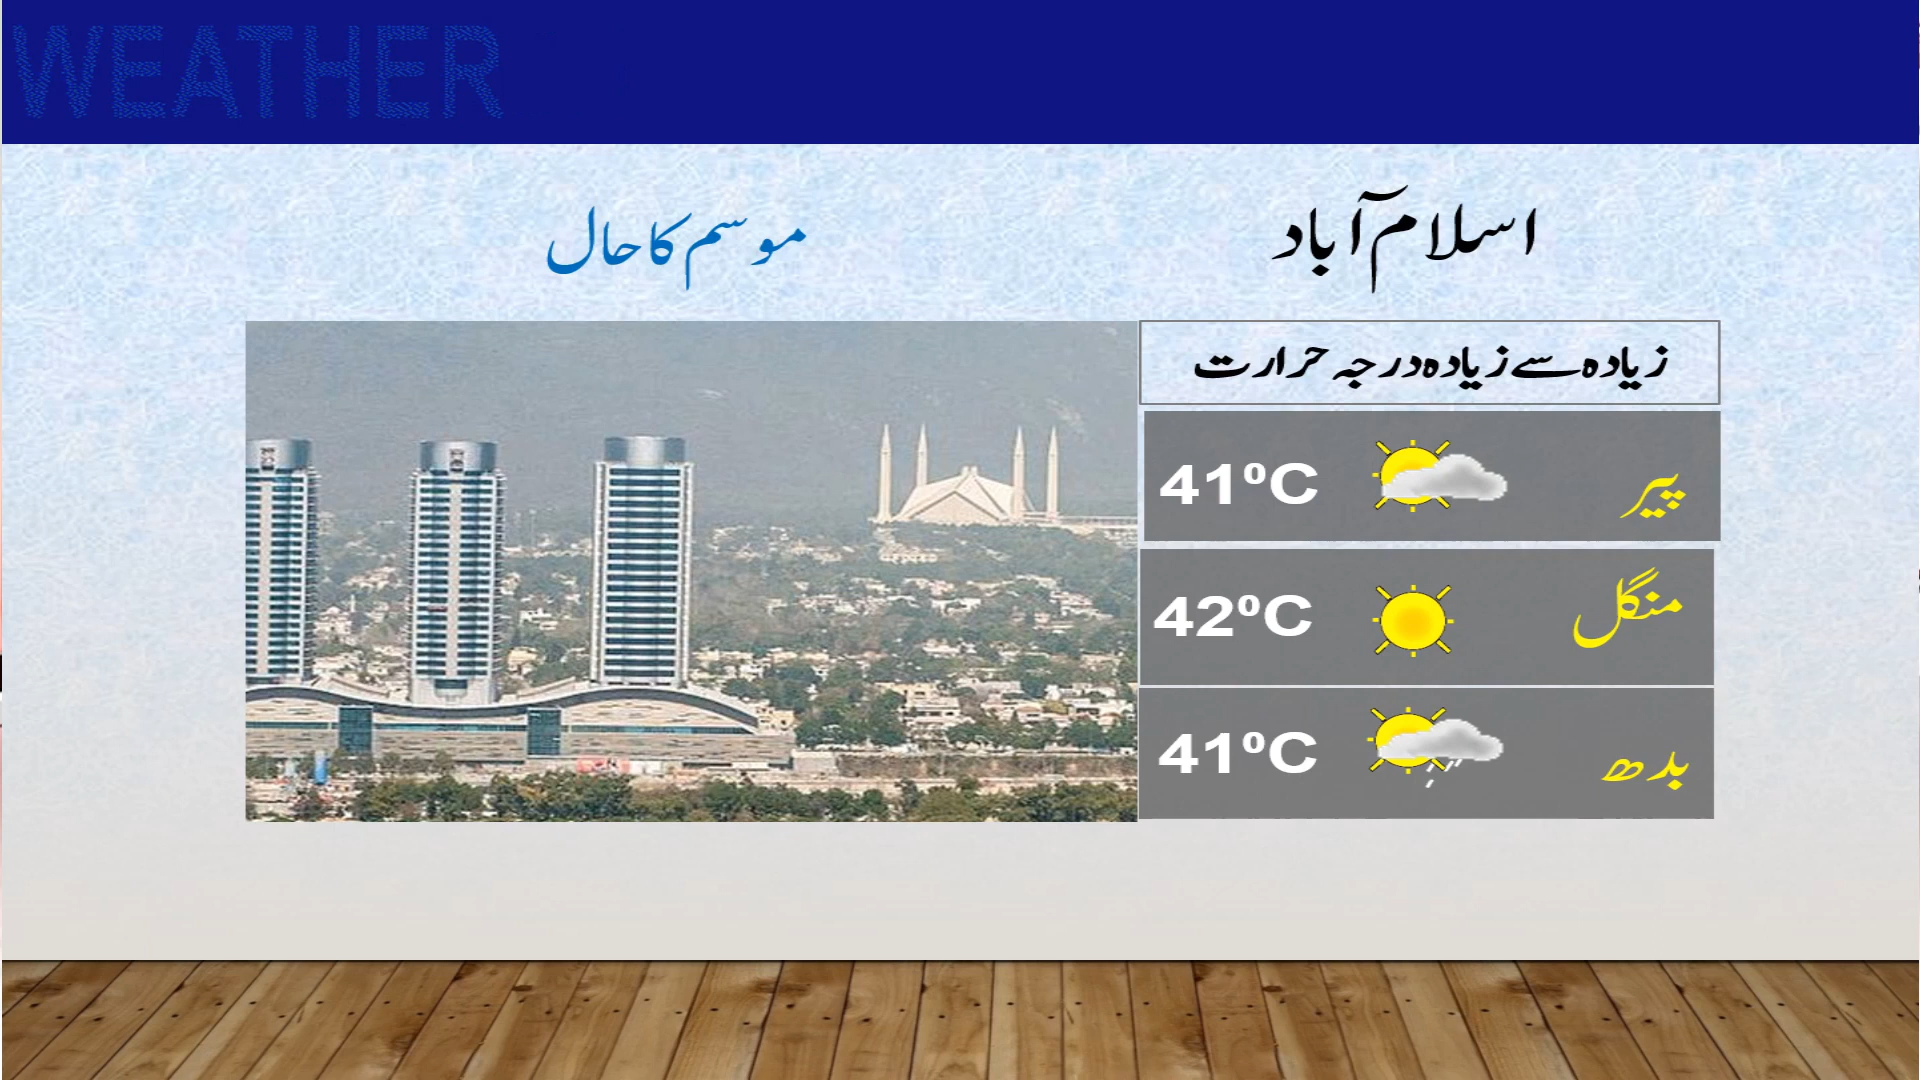 WEATHER
اسلام آباد
موسم کا حال
زیادہ سے زیادہ درجہ حرارت
پیر 41ºC
منگل 42ºC
بدھ 41ºC